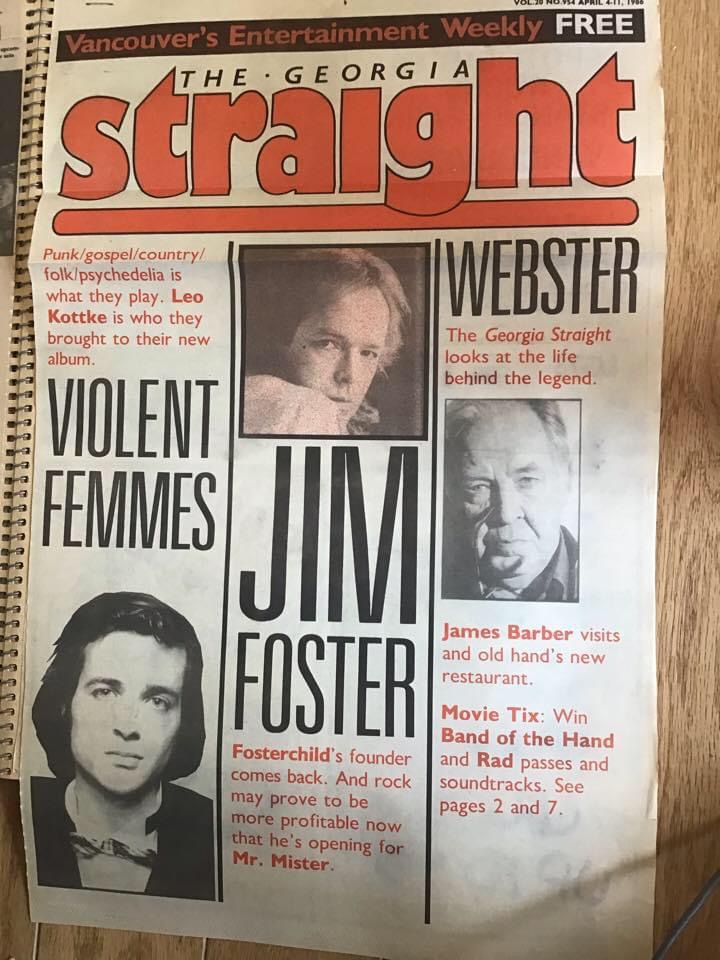 VOL.20 NO.954 APRIL 4-11, 1986
Vancouver's Entertainment Weekly FREE
THE · GEORGIA
straight
Punk/gospel/country/
folk/psychedelia is
what they play. Leo
Kottke is who they
brought to their new
album.
VIOLENT
FEMMES
JIM
FOSTER
Fosterchild's founder
comes back. And rock
may prove to be
more profitable now
that he's opening for
Mr. Mister.
WEBSTER
The Georgia Straight
looks at the life
behind the legend.
James Barber visits
and old hand's new
restaurant.
Movie Tix: Win
Band of the Hand
and Rad passes and
soundtracks. See
pages 2 and 7.